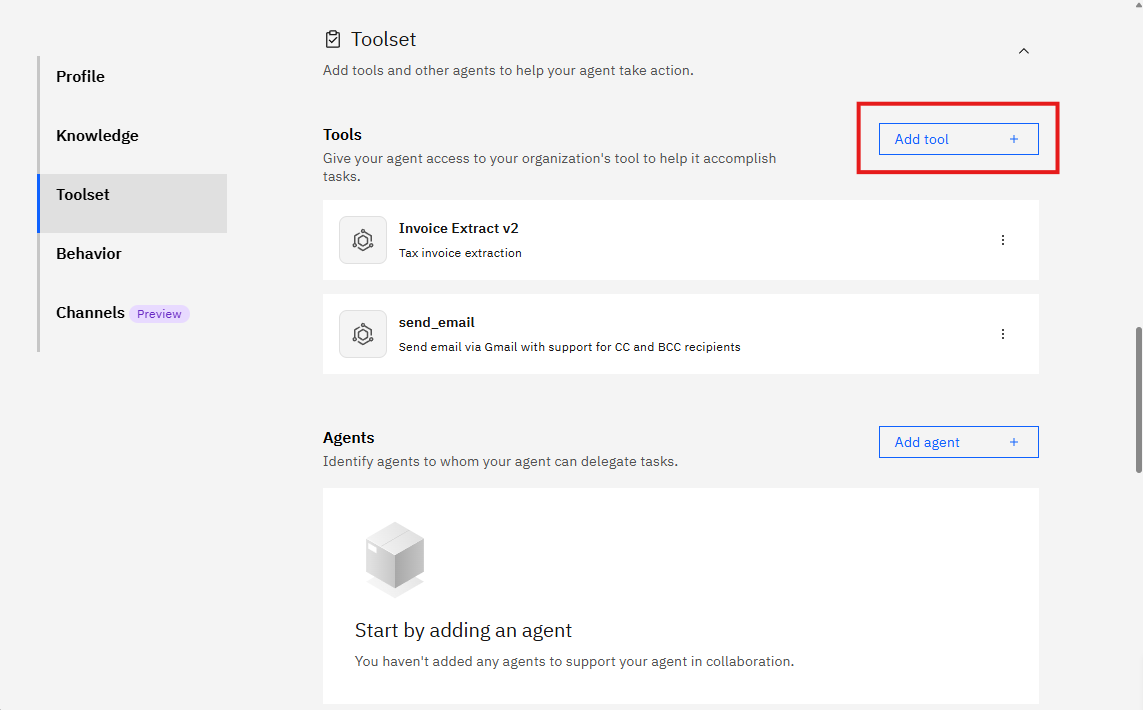 Toolset
Add tools and other agents to help your agent take action.
Profile
Knowledge
Toolset
Behavior
Channels Preview
Tools
Give your agent access to your organization's tool to help it accomplish
tasks.
Add tool +
Invoice Extract v2
Tax invoice extraction
send_email
Send email via Gmail with support for CC and BCC recipients
Agents
Identify agents to whom your agent can delegate tasks.
Add agent +
Start by adding an agent
You haven't added any agents to support your agent in collaboration.